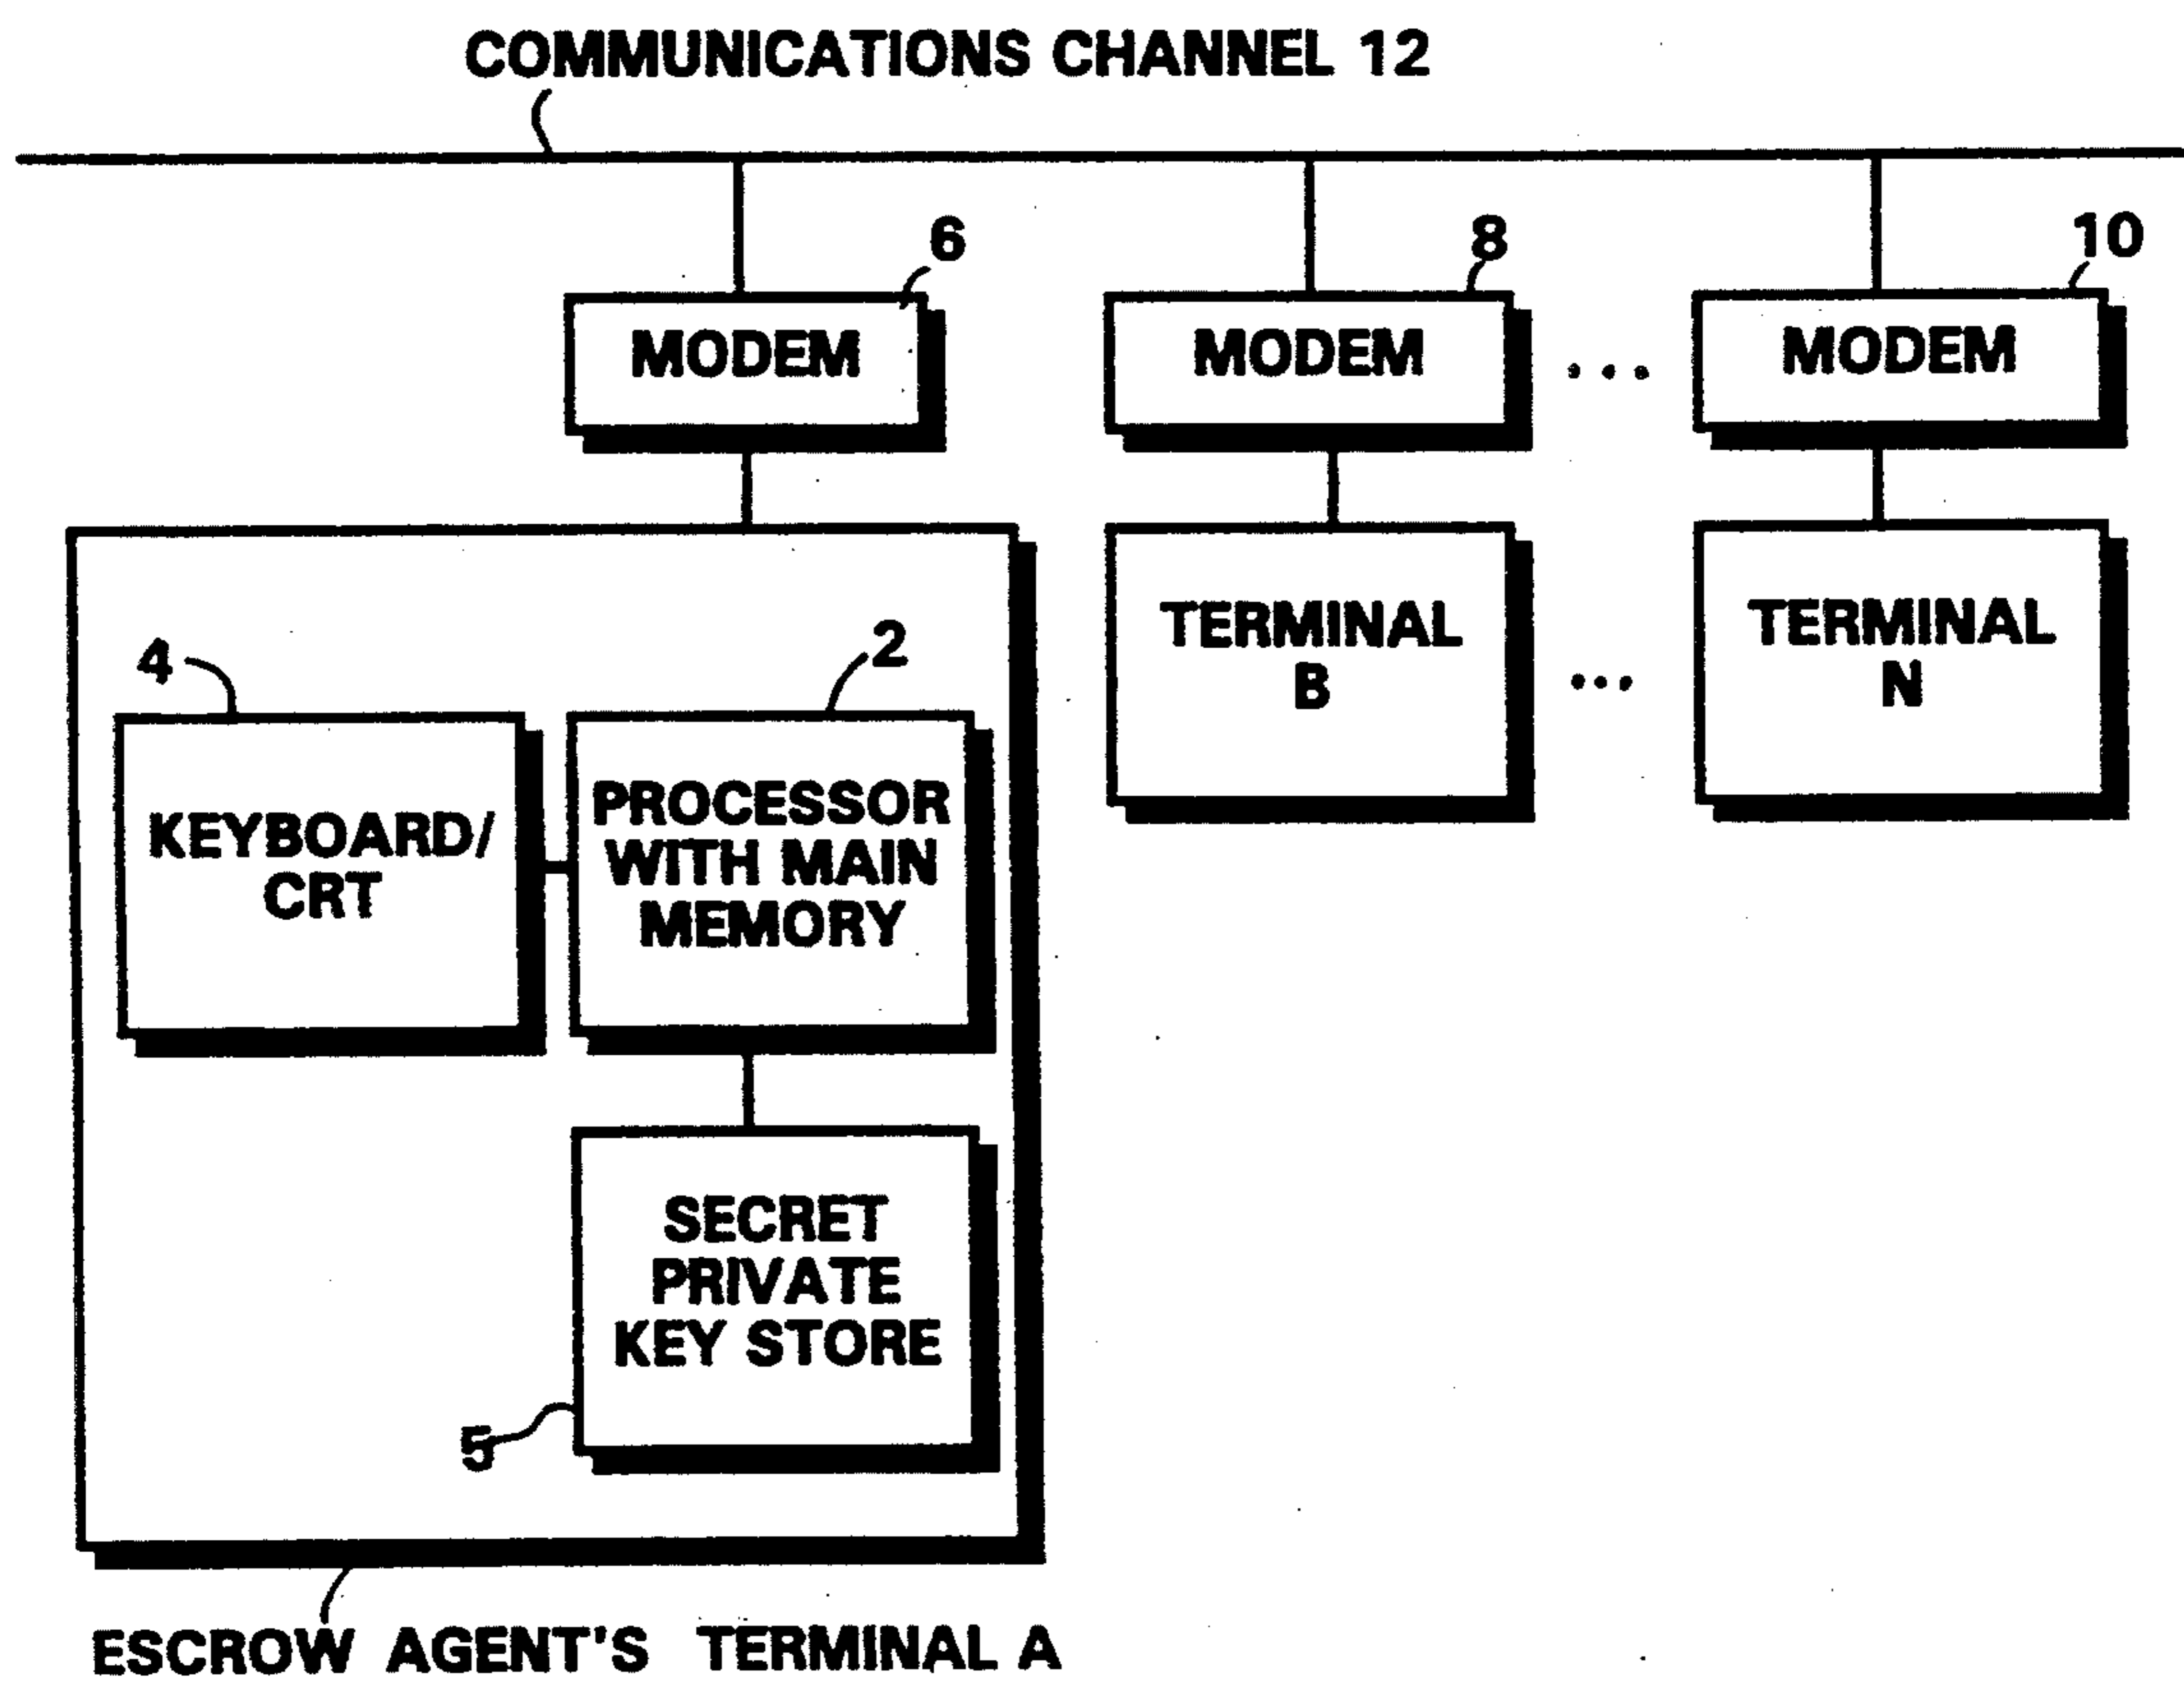 COMMUNICATIONS CHANNEL 12
6
8
10
MODEM
MODEM
...
MODEM
4
2
KEYBOARD/
CRT
PROCESSOR
WITH MAIN
MEMORY
TERMINAL
B
...
TERMINAL
N
SECRET
PRIVATE
KEY STORE
5
ESCROW AGENT'S TERMINAL A